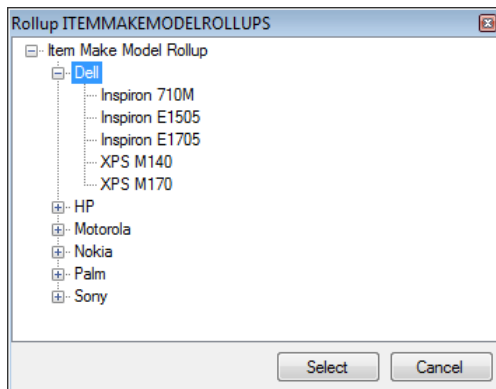 Rollup ITEMMAKEMODELROLLUPS
Item Make Model Rollup
Dell
Inspiron 710M
Inspiron E1505
Inspiron E1705
XPS M140
XPS M170
HP
Motorola
Nokia
Palm
Sony
Select Cancel